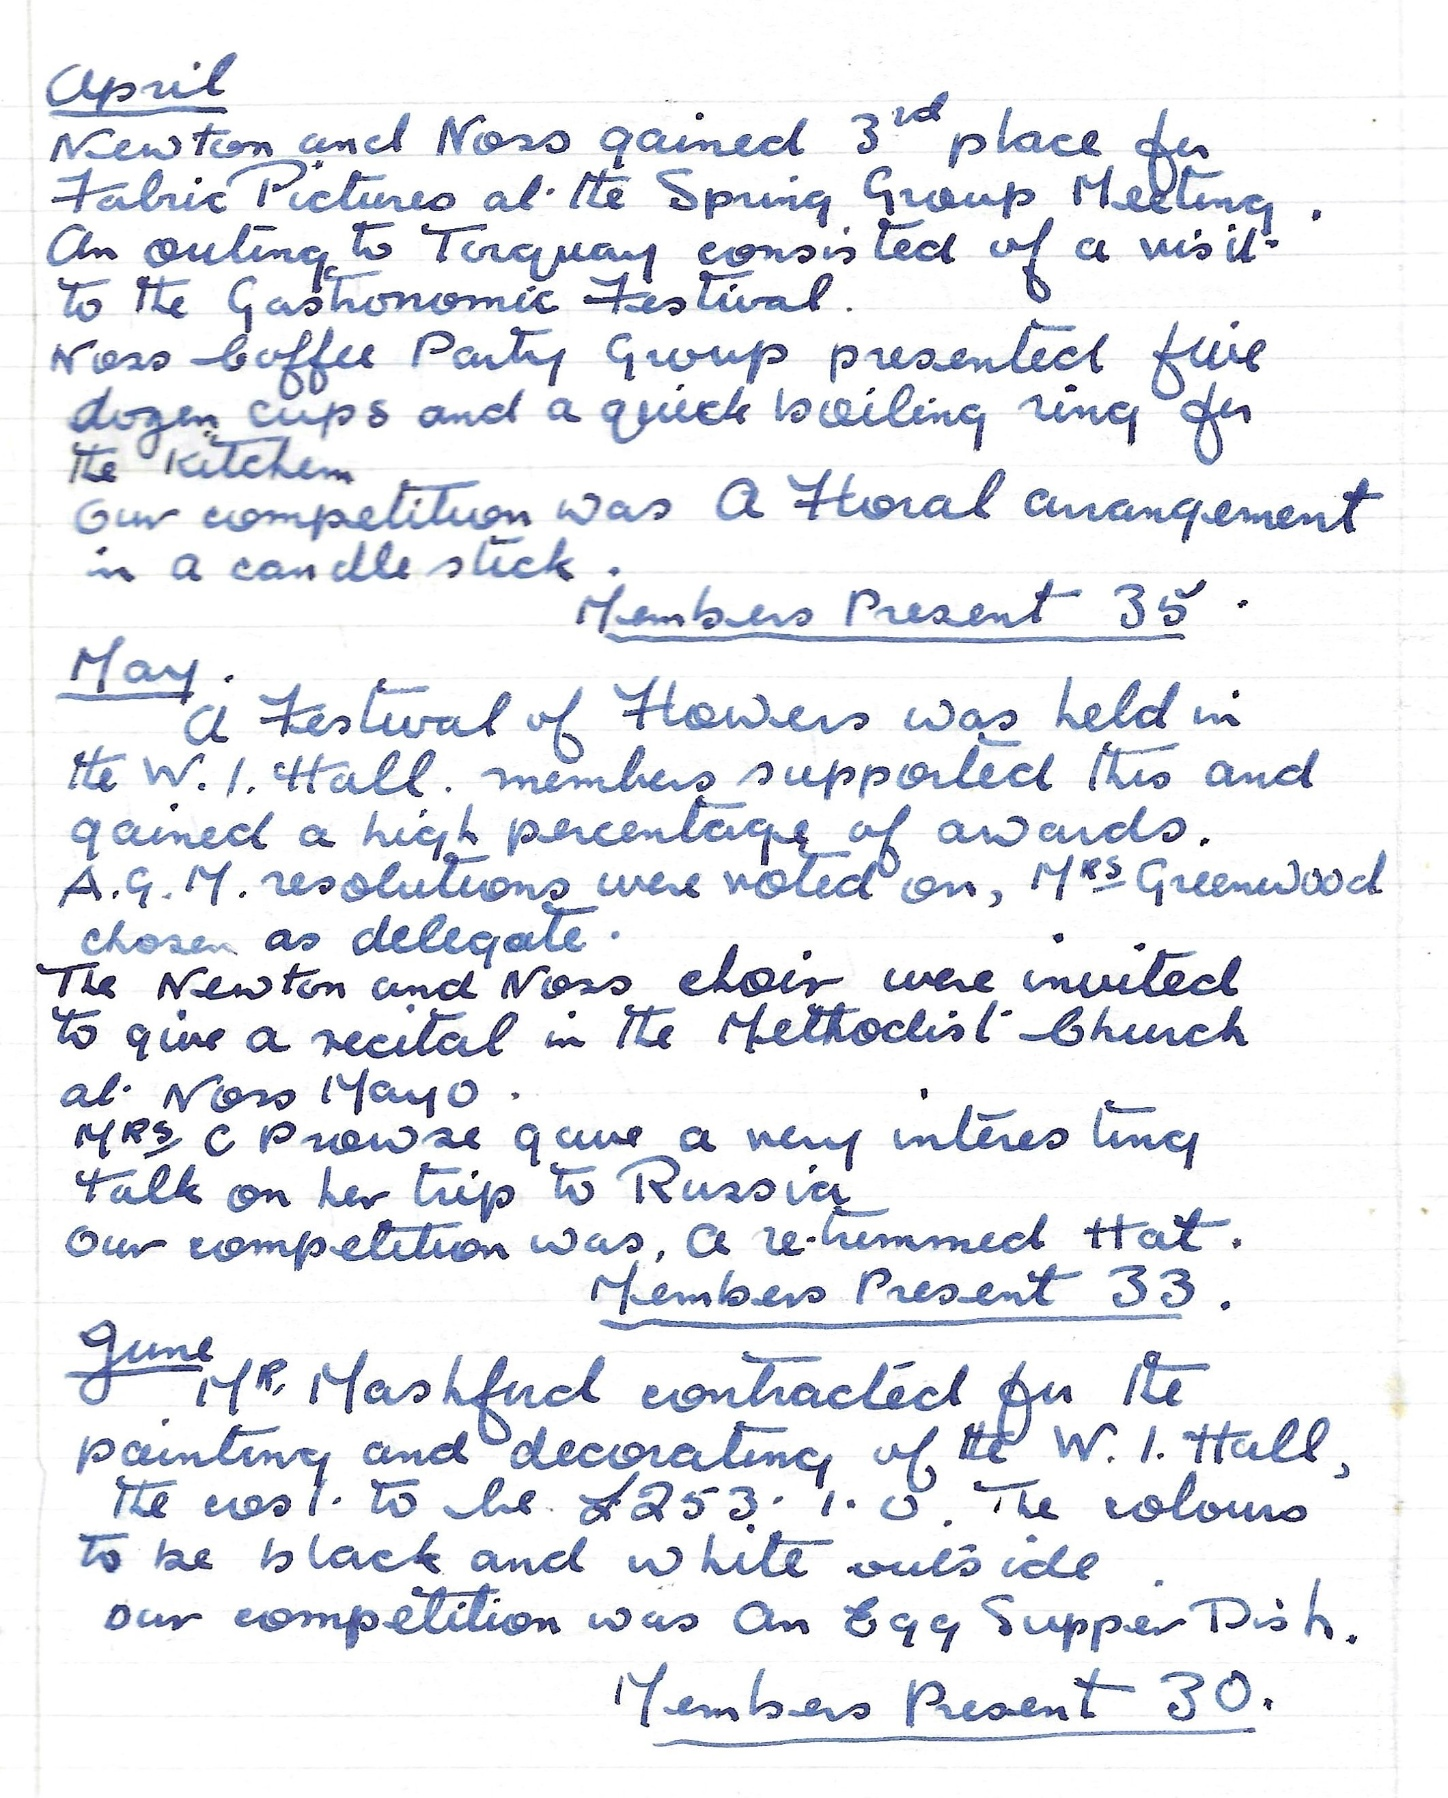 April
Newton and Noss gained 3rd place for
Fabric Pictures at the Spring Group Meeting.
An outing to Torquay consisted of a visit
to the Gastronomic Festival.
Noss Coffee Party Group presented five
dozen cups and a quick boiling ring for
the Kitchen
Our competition was A Floral arrangement
in a candle stick.
Members Present 35.
May.
A Festival of Flowers was held in
the W.I. Hall. members supported this and
gained a high percentage of awards.
A.G.M. resolutions were voted on, Mrs Greenwood
chosen as delegate.
The Newton and Noss choir were invited
to give a recital in the Methodist Church
at Noss Mayo.
MRS C Prowse gave a very interesting
talk on her trip to Russia
Our competition was, A re-trimmed Hat.
Members Present 33.
June
MR. Mashford contracted for the
painting and decorating of the W.I. Hall,
the cost to be £253. 1. 0. The colours
to be black and white outside.
Our competition was An Egg Supper Dish.
Members Present 30.